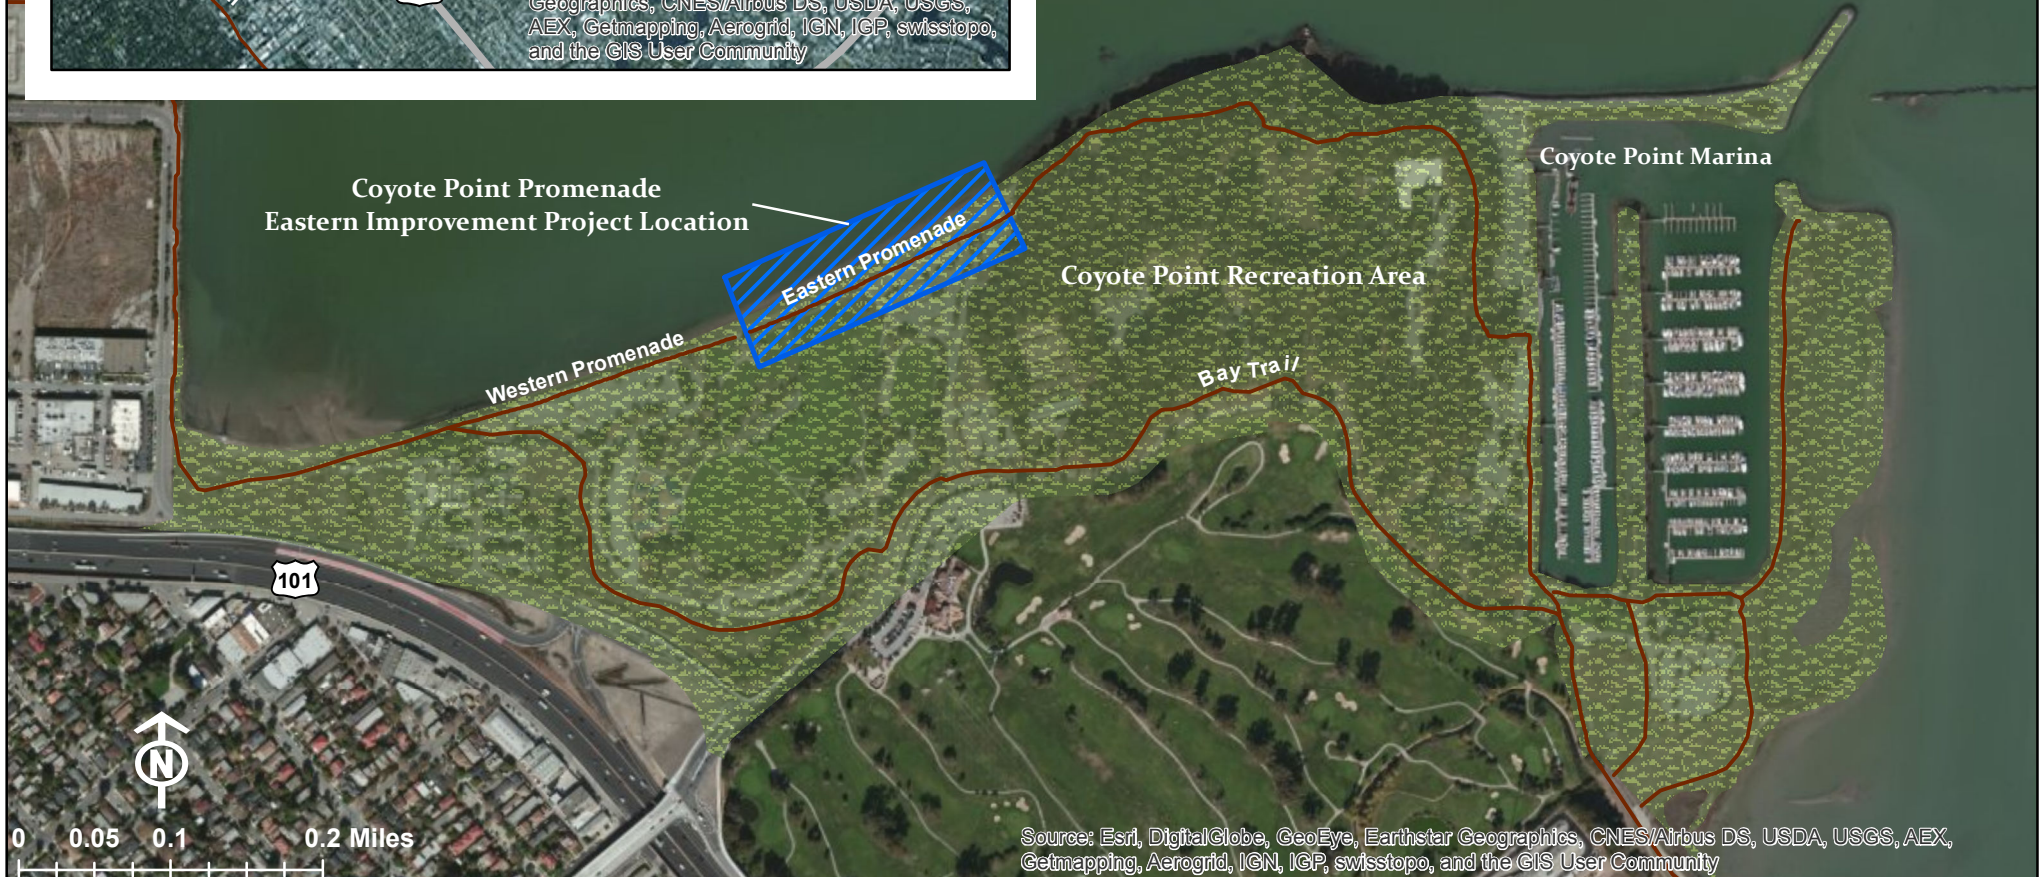 Geographics, CNES/Airbus DS, USDA, USGS,
AEX, Getmapping, Aerogrid, IGN, IGP, swisstopo,
and the GIS User Community
Coyote Point Marina
Coyote Point Promenade
Eastern Improvement Project Location
Eastern Promenade
Coyote Point Recreation Area
Western Promenade
Bay Trail
101
N
0 0.05 0.1 0.2 Miles
Source: Esri, DigitalGlobe, GeoEye, Earthstar Geographics, CNES/Airbus DS, USDA, USGS, AEX,
Getmapping, Aerogrid, IGN, IGP, swisstopo, and the GIS User Community